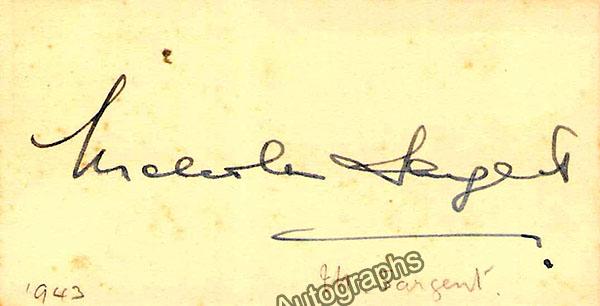 Malcolm Sargent
1943 Sargent.
Autographs